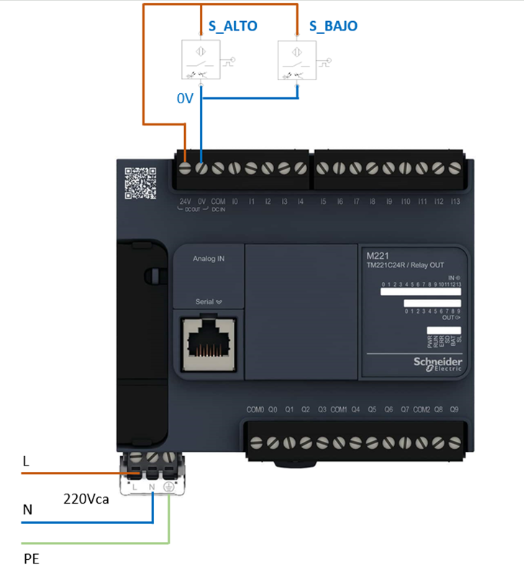 S_ALTO
S_BAJO
0V
24V 0V COM I0 I1 I2 I3 I4 I5 I6 I7 I8 I9 I10 I11 I12 I13
DC OUT DC IN
Analog IN
Serial
M221
TM221C24R / Relay OUT
IN
0 1 2 3 4 5 6 7 8 9 10 11 12 13
0 1 2 3 4 5 6 7 8 9
OUT
PWR
RUN
ERR
SD
BAT
SL
Schneider
Electric
COM0 Q0 Q1 Q2 Q3 COM1 Q4 Q5 Q6 Q7 COM2 Q8 Q9
L
L N
220Vca
N
PE